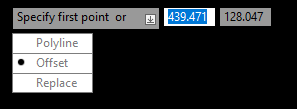 Specify first point or 439.471 128.047
Polyline
Offset
Replace